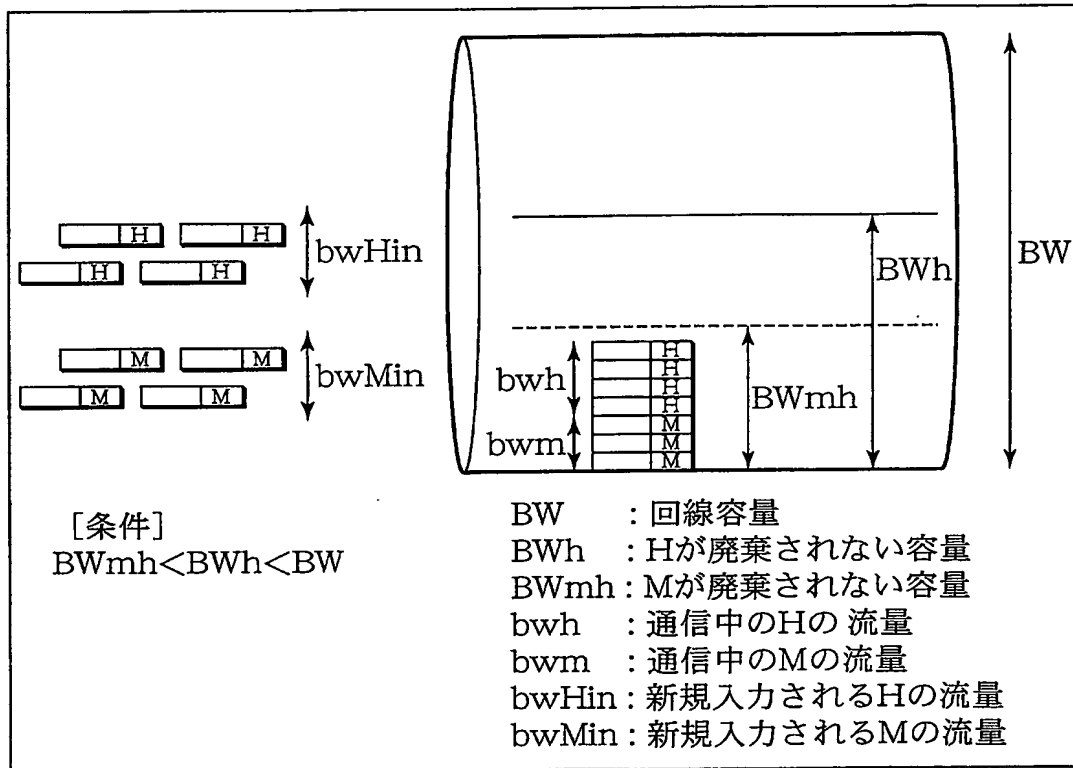 H H
H H
bwHin
M M
M M
bwMin
H
H
H
H
M
M
M
bwh
bwm
BWmh
BWh
BW
[条件]
BWmh<BWh<BW
BW :回線容量
BWh :Hが廃棄されない容量
BWmh:Mが廃棄されない容量
bwh :通信中のHの流量
bwm :通信中のMの流量
bwHin:新規入力されるHの流量
bwMin:新規入力されるMの流量